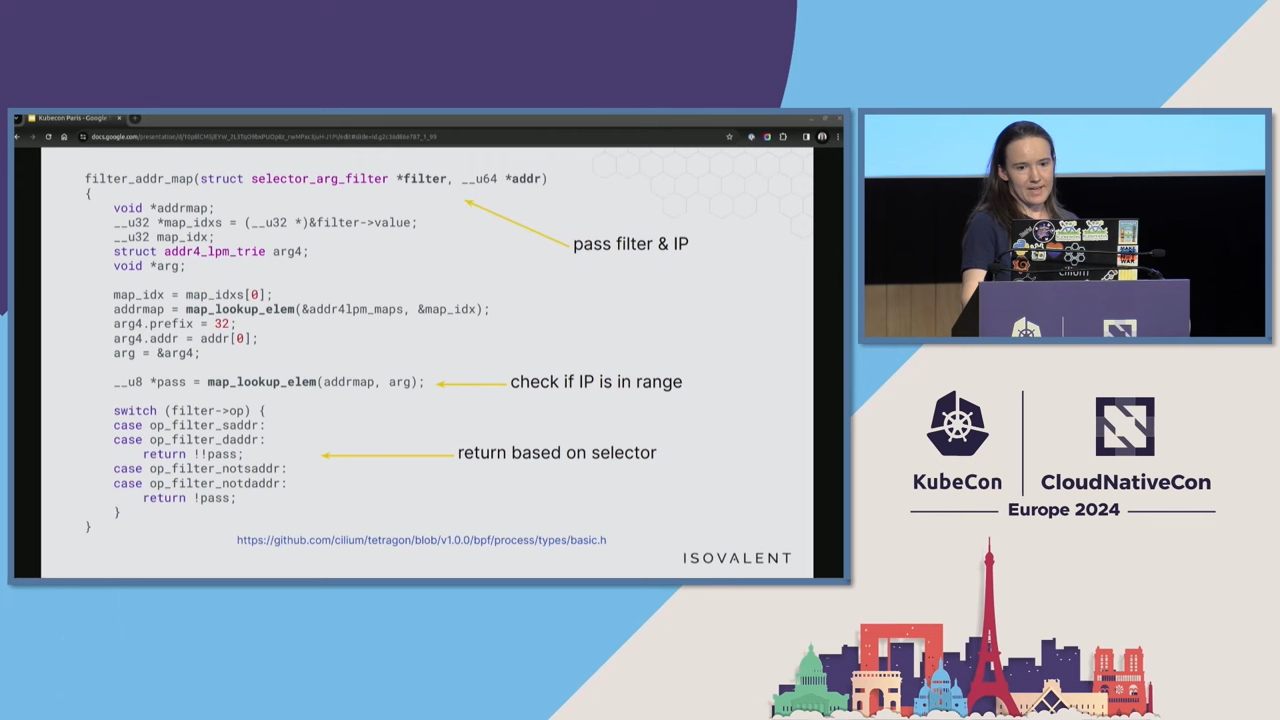 Kubecon Paris - Google
filter_addr_map(struct selector_arg_filter *filter, __u64 *addr)
{
void *addrmap;
__u32 *map_idxs = (__u32 *)&filter->value;
__u32 map_idx;
struct addr4_lpm_trie arg4;
void *arg;
map_idx = map_idxs[0];
addrmap = map_lookup_elem(&addr4lpm_maps, &map_idx);
arg4.prefix = 32;
arg4.addr = addr[0];
arg = &arg4;
__u8 *pass = map_lookup_elem(addrmap, arg);
switch (filter->op) {
case op_filter_saddr:
case op_filter_daddr:
return !!pass;
case op_filter_notsaddr:
case op_filter_notdaddr:
return !pass;
}
}
pass filter & IP
check if IP is in range
return based on selector
https://github.com/cilium/tetragon/blob/v1.0.0/bpf/process/types/basic.h
ISOVALENT
cilium
KubeCon
CloudNativeCon
Europe 2024